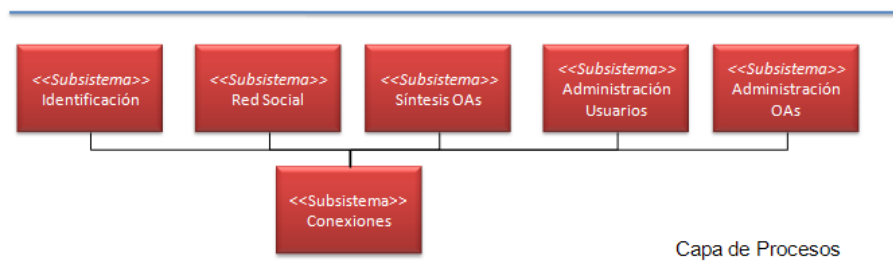 <<Subsistema>>
Identificación
<<Subsistema>>
Red Social
<<Subsistema>>
Síntesis OAs
<<Subsistema>>
Administración
Usuarios
<<Subsistema>>
Administración
OAs
<<Subsistema>>
Conexiones
Capa de Procesos